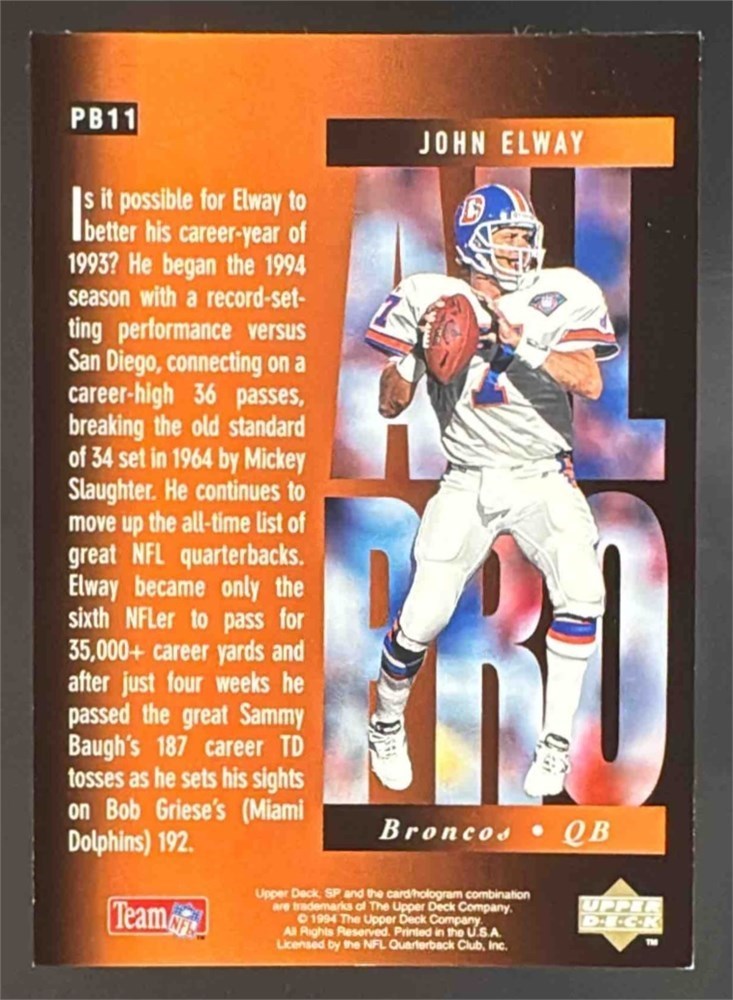 PB11
JOHN ELWAY
Is it possible for Elway to
better his career-year of
1993? He began the 1994
season with a record-set-
ting performance versus
San Diego, connecting on a
career-high 36 passes,
breaking the old standard
of 34 set in 1964 by Mickey
Slaughter. He continues to
move up the all-time list of
great NFL quarterbacks.
Elway became only the
sixth NFLer to pass for
35,000+ career yards and
after just four weeks he
passed the great Sammy
Baugh's 187 career TD
tosses as he sets his sights
on Bob Griese's (Miami
Dolphins) 192.
ALL
PRO
7
7
D
Broncos • QB
Team NFL™
Upper Deck, SP and the card/hologram combination
are trademarks of The Upper Deck Company.
© 1994 The Upper Deck Company.
All Rights Reserved. Printed in the U.S.A.
Licensed by the NFL Quarterback Club, Inc.
UPPER
D·E·C·K
™